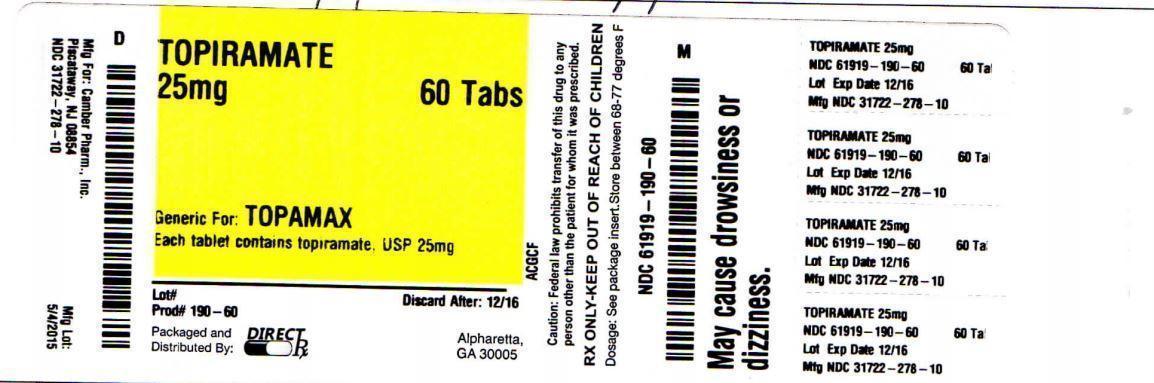 Mfg For: Camber Pharm., Inc.
Piscataway, NJ 08854
NDC 31722-278-10
Mfg Lot:
5/4/2015
D
TOPIRAMATE
25mg 60 Tabs
Generic For: TOPAMAX
Each tablet contains topiramate, USP 25mg
Lot# Discard After: 12/16
Prod# 190-60
Packaged and
Distributed By:
DIRECT Rx
Alpharetta,
GA 30005
ACGCF
Caution: Federal law prohibits transfer of this drug to any
person other than the patient for whom it was prescribed.
RX ONLY-KEEP OUT OF REACH OF CHILDREN
Dosage: See package insert.Store between 68-77 degrees F
NDC 61919-190-60
M
May cause drowsiness or
dizziness.
TOPIRAMATE 25mg
NDC 61919-190-60 60 Ta
Lot Exp Date 12/16
Mfg NDC 31722-278-10
TOPIRAMATE 25mg
NDC 61919-190-60 60 Ta
Lot Exp Date 12/16
Mfg NDC 31722-278-10
TOPIRAMATE 25mg
NDC 61919-190-60 60 Ta
Lot Exp Date 12/16
Mfg NDC 31722-278-10
TOPIRAMATE 25mg
NDC 61919-190-60 60 Ta
Lot Exp Date 12/16
Mfg NDC 31722-278-10